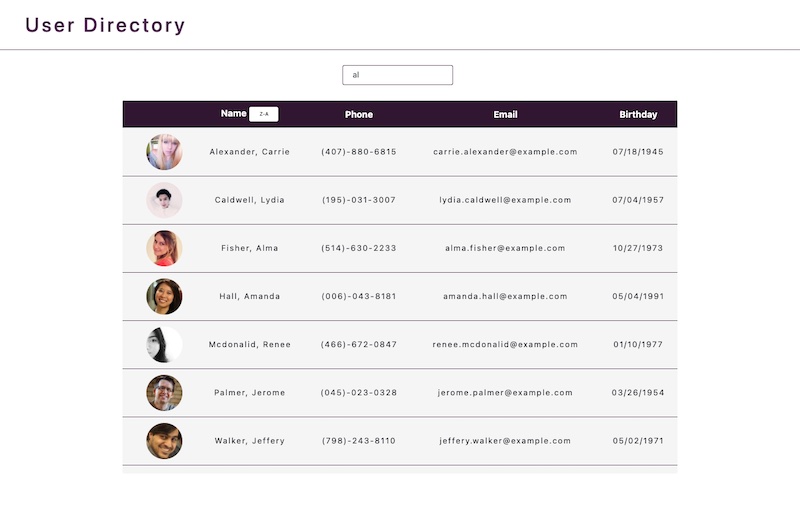 User Directory
al
Name Z-A Phone Email Birthday
Alexander, Carrie (407)-880-6815 carrie.alexander@example.com 07/18/1945
Caldwell, Lydia (195)-031-3007 lydia.caldwell@example.com 07/04/1957
Fisher, Alma (514)-630-2233 alma.fisher@example.com 10/27/1973
Hall, Amanda (006)-043-8181 amanda.hall@example.com 05/04/1991
Mcdonalid, Renee (466)-672-0847 renee.mcdonalid@example.com 01/10/1977
Palmer, Jerome (045)-023-0328 jerome.palmer@example.com 03/26/1954
Walker, Jeffery (798)-243-8110 jeffery.walker@example.com 05/02/1971